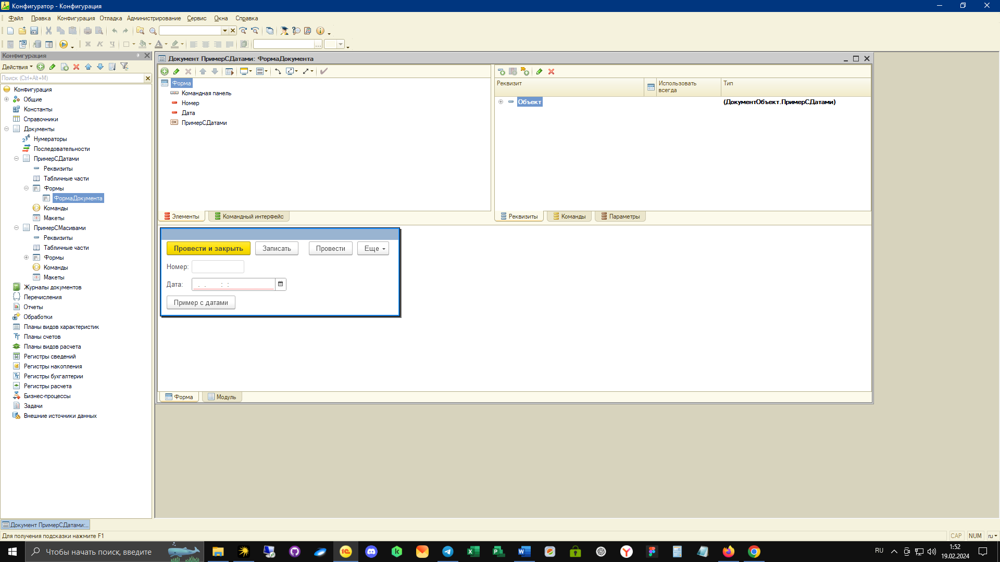 Конфигуратор - Конфигурация
Файл Правка Конфигурация Отладка Администрирование Сервис Окна Справка
Конфигурация
Действия
Поиск (Ctrl+Alt+M)
Конфигурация
Общие
Константы
Справочники
Документы
Нумераторы
Последовательности
ПримерСДатами
Реквизиты
Табличные части
Формы
ФормаДокумента
Команды
Макеты
ПримерСМасивами
Реквизиты
Табличные части
Формы
Команды
Макеты
Журналы документов
Перечисления
Отчеты
Обработки
Планы видов характеристик
Планы счетов
Планы видов расчета
Регистры сведений
Регистры накопления
Регистры бухгалтерии
Регистры расчета
Бизнес-процессы
Задачи
Внешние источники данных
Документ ПримерСДатами: ФормаДокумента
Форма
Командная панель
Номер
Дата
OK ПримерСДатами
Элементы Командный интерфейс
Реквизит Использовать всегда Тип
Объект (ДокументОбъект.ПримерСДатами)
Реквизиты Команды Параметры
Провести и закрыть Записать Провести Еще
Номер:
Дата: . . : :
Пример с датами
Форма Модуль
Документ ПримерСДатами:...
Для получения подсказки нажмите F1
CAP NUM ru
Чтобы начать поиск, введите
RU
1:52
19.02.2024